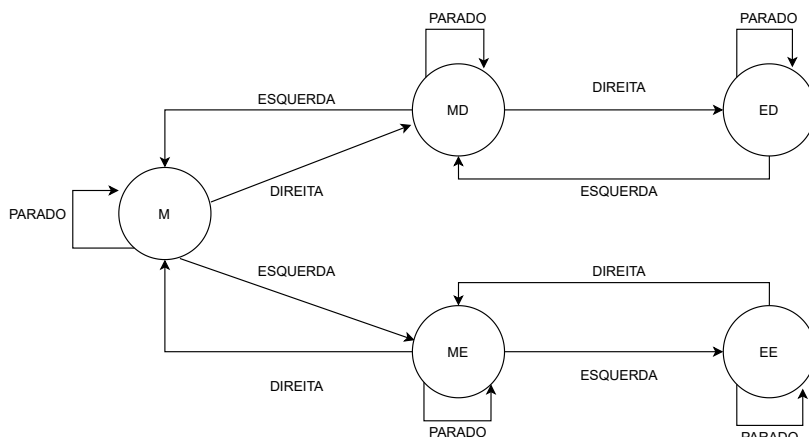 PARADO
PARADO
DIREITA
ESQUERDA
MD
ED
ESQUERDA
DIREITA
M
PARADO
ESQUERDA
DIREITA
ME
EE
ESQUERDA
DIREITA
PARADO
PARADO